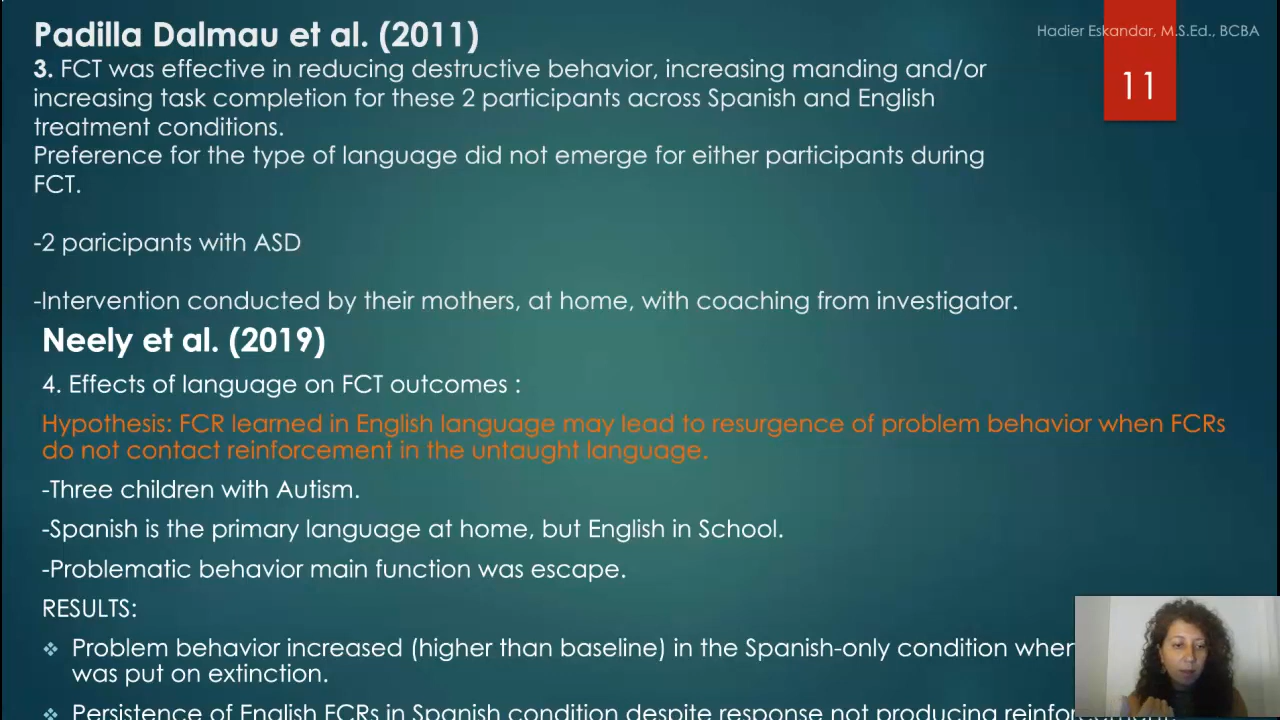 Padilla Dalmau et al. (2011)
Hadier Eskandar, M.S.Ed., BCBA
11
3. FCT was effective in reducing destructive behavior, increasing manding and/or
increasing task completion for these 2 participants across Spanish and English
treatment conditions.
Preference for the type of language did not emerge for either participants during
FCT.
-2 paricipants with ASD
-Intervention conducted by their mothers, at home, with coaching from investigator.
Neely et al. (2019)
4. Effects of language on FCT outcomes :
Hypothesis: FCR learned in English language may lead to resurgence of problem behavior when FCRs
do not contact reinforcement in the untaught language.
-Three children with Autism.
-Spanish is the primary language at home, but English in School.
-Problematic behavior main function was escape.
RESULTS:
❖ Problem behavior increased (higher than baseline) in the Spanish-only condition when
was put on extinction.
❖ Persistence of English FCRs in Spanish condition despite response not producing